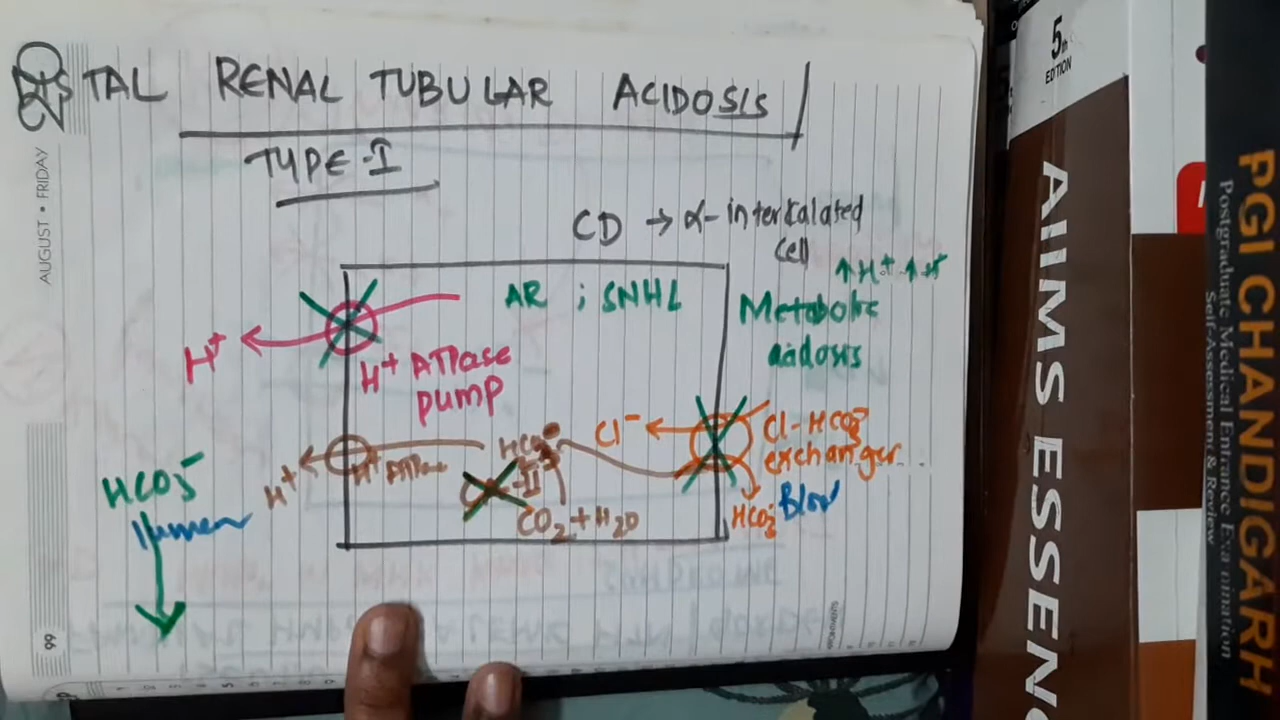 DISTAL RENAL TUBULAR ACIDOSIS
TYPE-I
CD → α-intercalated
cell
↑H⁺
AR ; SNHL
Metabolic
acidosis
H⁺
H⁺ ATPase
pump
Cl⁻
Cl-HCO₃⁻
exchanger
H⁺
H⁺ ATPase
-II
CO₂ + H₂O
HCO₃⁻
Blood
HCO₃⁻
lumen
AUGUST • FRIDAY
99
5th
EDITION
AIIMS ESSEN
PGI CHANDIGARH
Postgraduate Medical Entrance Examination
Self-Assessment & Review